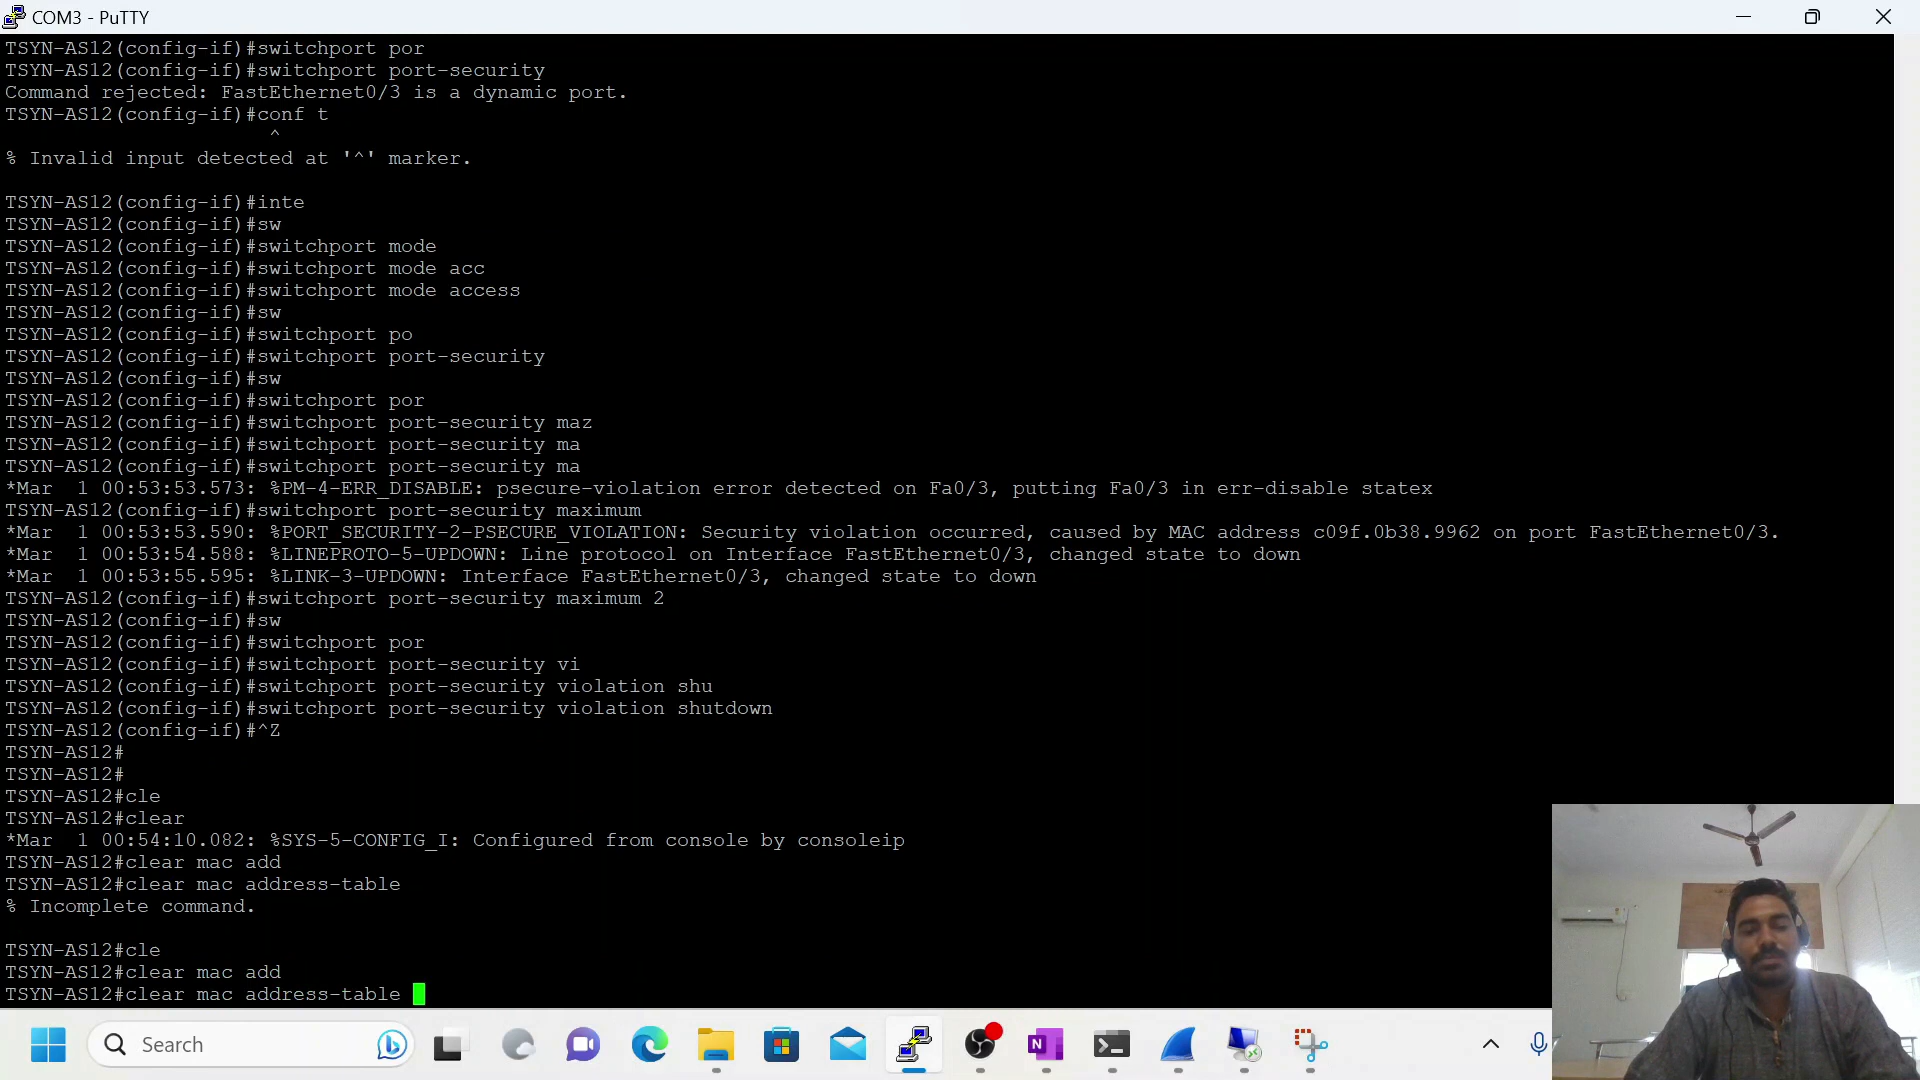 COM3 - PuTTY
TSYN-AS12(config-if)#switchport por
TSYN-AS12(config-if)#switchport port-security
Command rejected: FastEthernet0/3 is a dynamic port.
TSYN-AS12(config-if)#conf t
^
% Invalid input detected at '^' marker.
TSYN-AS12(config-if)#inte
TSYN-AS12(config-if)#sw
TSYN-AS12(config-if)#switchport mode
TSYN-AS12(config-if)#switchport mode acc
TSYN-AS12(config-if)#switchport mode access
TSYN-AS12(config-if)#sw
TSYN-AS12(config-if)#switchport po
TSYN-AS12(config-if)#switchport port-security
TSYN-AS12(config-if)#sw
TSYN-AS12(config-if)#switchport por
TSYN-AS12(config-if)#switchport port-security maz
TSYN-AS12(config-if)#switchport port-security ma
TSYN-AS12(config-if)#switchport port-security ma
*Mar  1 00:53:53.573: %PM-4-ERR_DISABLE: psecure-violation error detected on Fa0/3, putting Fa0/3 in err-disable statex
TSYN-AS12(config-if)#switchport port-security maximum
*Mar  1 00:53:53.590: %PORT_SECURITY-2-PSECURE_VIOLATION: Security violation occurred, caused by MAC address c09f.0b38.9962 on port FastEthernet0/3.
*Mar  1 00:53:54.588: %LINEPROTO-5-UPDOWN: Line protocol on Interface FastEthernet0/3, changed state to down
*Mar  1 00:53:55.595: %LINK-3-UPDOWN: Interface FastEthernet0/3, changed state to down
TSYN-AS12(config-if)#switchport port-security maximum 2
TSYN-AS12(config-if)#sw
TSYN-AS12(config-if)#switchport por
TSYN-AS12(config-if)#switchport port-security vi
TSYN-AS12(config-if)#switchport port-security violation shu
TSYN-AS12(config-if)#switchport port-security violation shutdown
TSYN-AS12(config-if)#^Z
TSYN-AS12#
TSYN-AS12#
TSYN-AS12#cle
TSYN-AS12#clear
*Mar  1 00:54:10.082: %SYS-5-CONFIG_I: Configured from console by consoleip
TSYN-AS12#clear mac add
TSYN-AS12#clear mac address-table
% Incomplete command.
TSYN-AS12#cle
TSYN-AS12#clear mac add
TSYN-AS12#clear mac address-table
Search